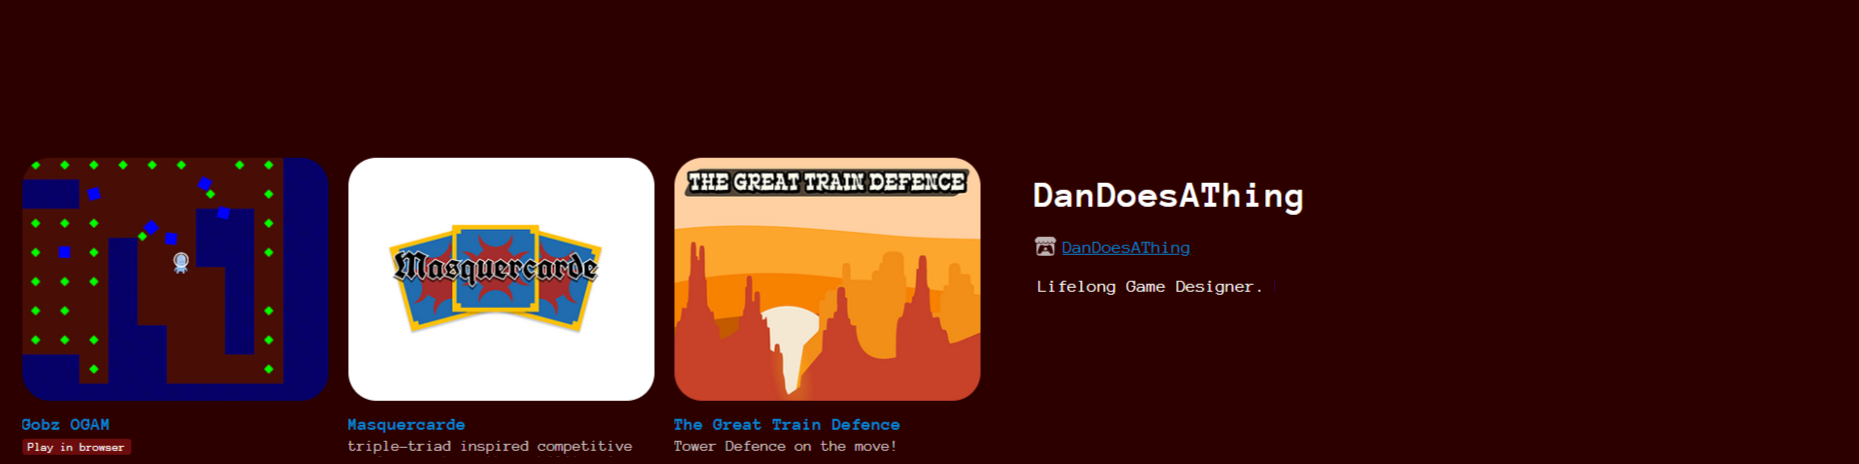 Masquercarde
THE GREAT TRAIN DEFENCE
Gobz OGAM
Play in browser
Masquercarde
triple-triad inspired competitive
The Great Train Defence
Tower Defence on the move!
DanDoesAThing
DanDoesAThing
Lifelong Game Designer.